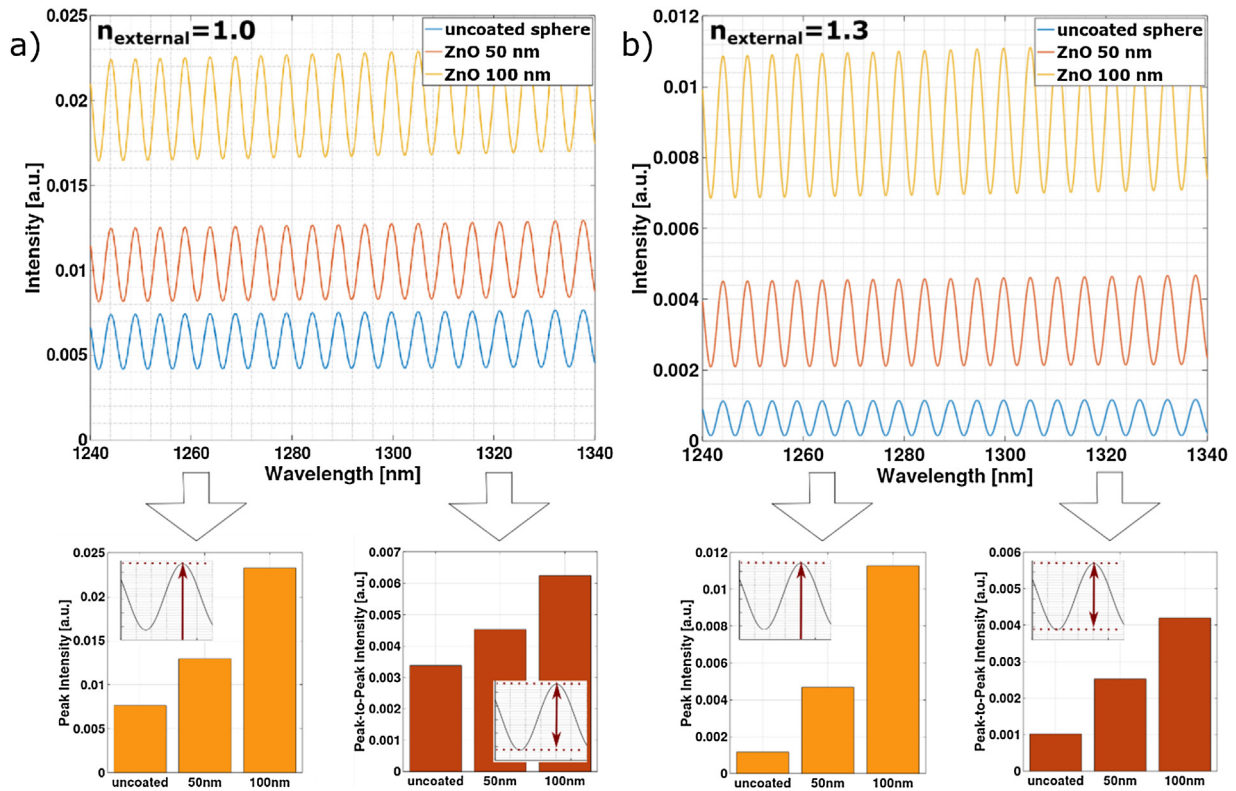 a)
n_external=1.0
uncoated sphere
ZnO 50 nm
ZnO 100 nm
Intensity [a.u.]
0.025
0.02
0.015
0.01
0.005
0
1240 1260 1280 1300 1320 1340
Wavelength [nm]
b)
n_external=1.3
uncoated sphere
ZnO 50 nm
ZnO 100 nm
Intensity [a.u.]
0.012
0.01
0.008
0.006
0.004
0.002
0
1240 1260 1280 1300 1320 1340
Wavelength [nm]
Peak Intensity [a.u.]
0.025
0.02
0.015
0.01
0.005
0
uncoated 50nm 100nm
Peak-to-Peak Intensity [a.u.]
0.007
0.006
0.005
0.004
0.003
0.002
0.001
0
uncoated 50nm 100nm
Peak Intensity [a.u.]
0.012
0.01
0.008
0.006
0.004
0.002
0
uncoated 50nm 100nm
Peak-to-Peak Intensity [a.u.]
0.006
0.005
0.004
0.003
0.002
0.001
0
uncoated 50nm 100nm